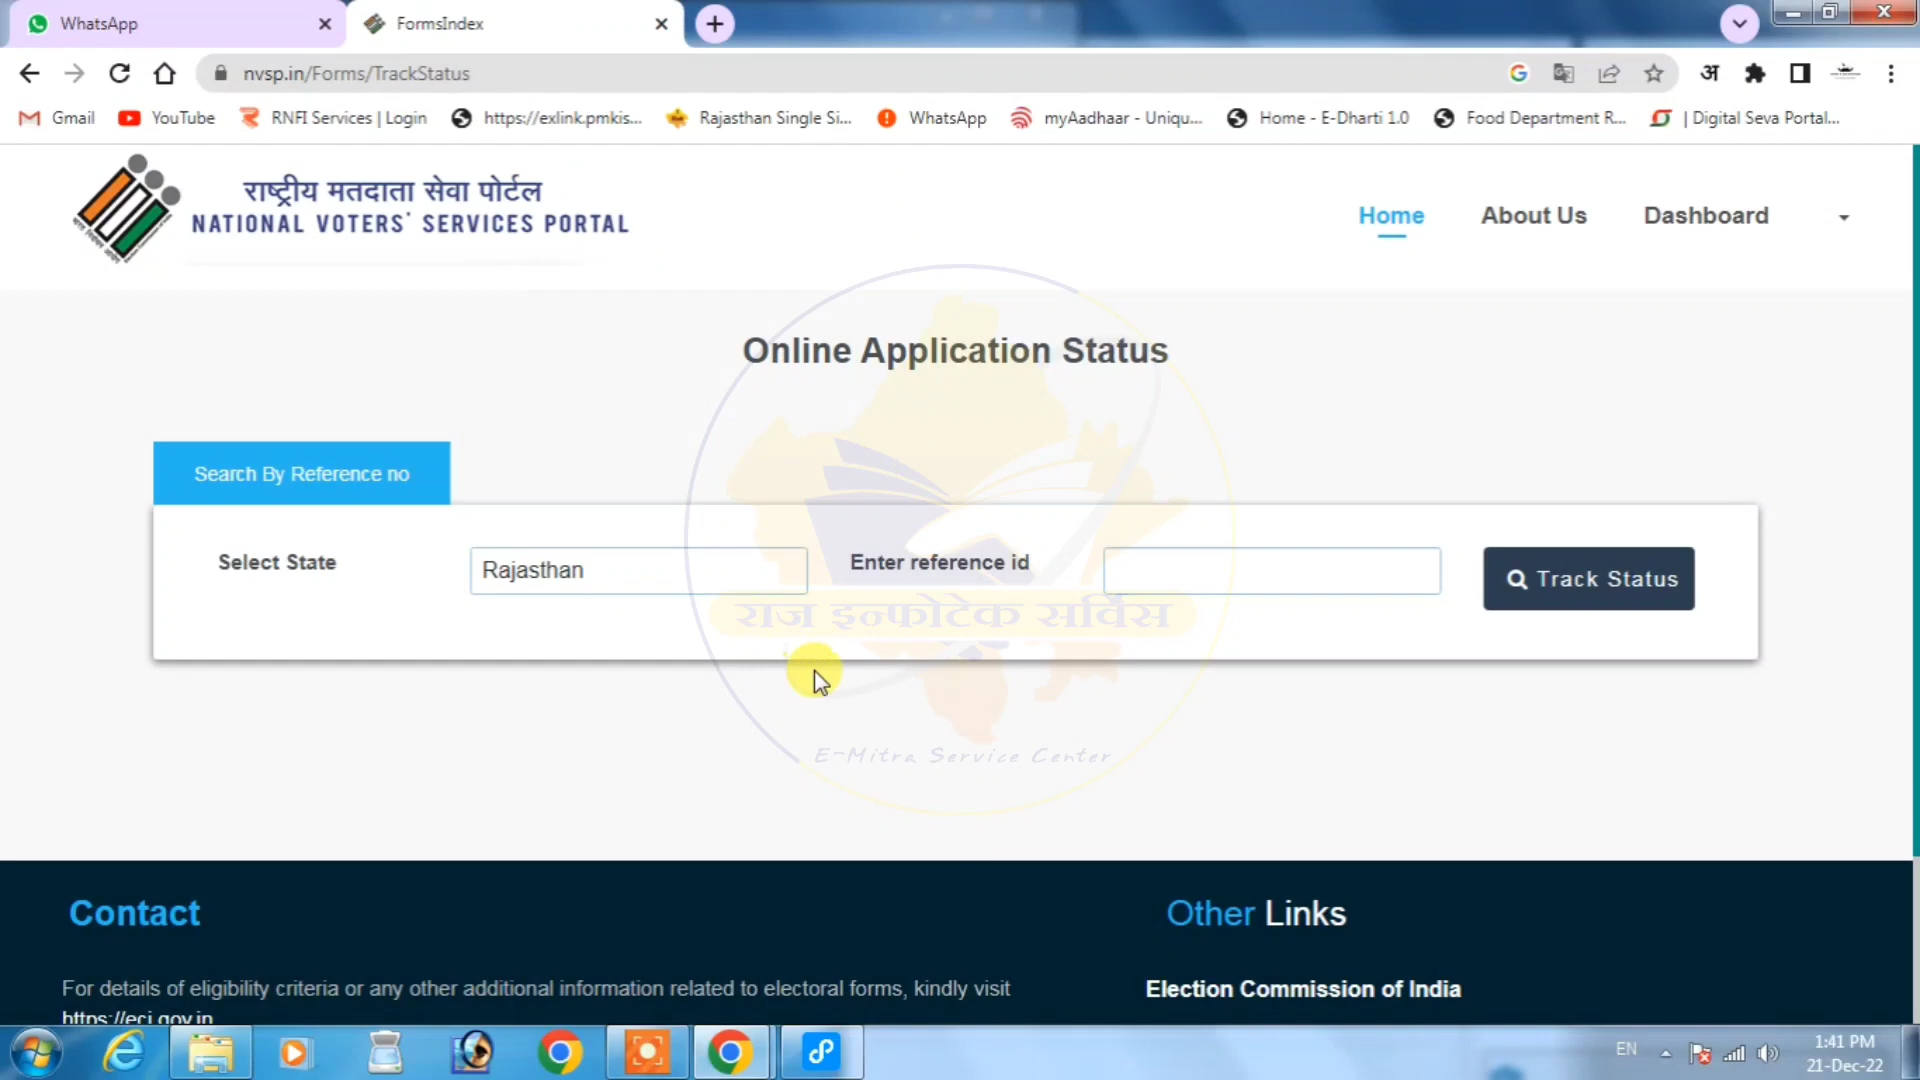 WhatsApp
FormsIndex
nvsp.in/Forms/TrackStatus
अ
Gmail
YouTube
RNFI Services | Login
https://exlink.pmkis...
Rajasthan Single Si...
WhatsApp
myAadhaar - Uniqu...
Home - E-Dharti 1.0
Food Department R...
| Digital Seva Portal...
राष्ट्रीय मतदाता सेवा पोर्टल
NATIONAL VOTERS' SERVICES PORTAL
Home
About Us
Dashboard
Online Application Status
Search By Reference no
Select State
Rajasthan
Enter reference id
Track Status
राज इन्फोटेक सर्विस
E-Mitra Service Center
Contact
Other Links
For details of eligibility criteria or any other additional information related to electoral forms, kindly visit
https://eci.gov.in
Election Commission of India
EN
1:41 PM
21-Dec-22